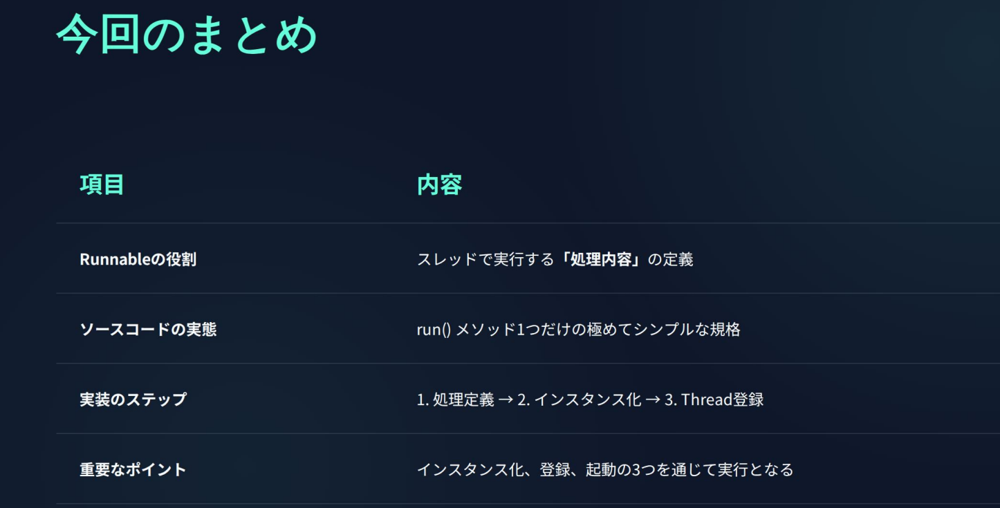 今回のまとめ
項目 内容
Runnableの役割 スレッドで実行する「処理内容」の定義
ソースコードの実態 run() メソッド1つだけの極めてシンプルな規格
実装のステップ 1. 処理定義 → 2. インスタンス化 → 3. Thread登録
重要なポイント インスタンス化、登録、起動の3つを通じて実行となる